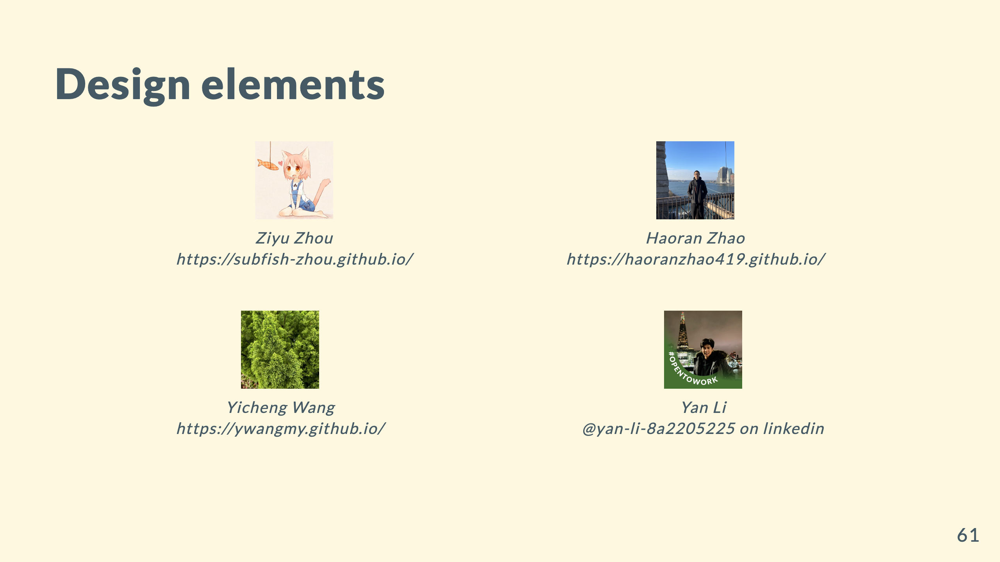 Design elements
Ziyu Zhou
https://subfish-zhou.github.io/
Haoran Zhao
https://haoranzhao419.github.io/
Yicheng Wang
https://ywangmy.github.io/
#OPENTOWORK
Yan Li
@yan-li-8a2205225 on linkedin
61